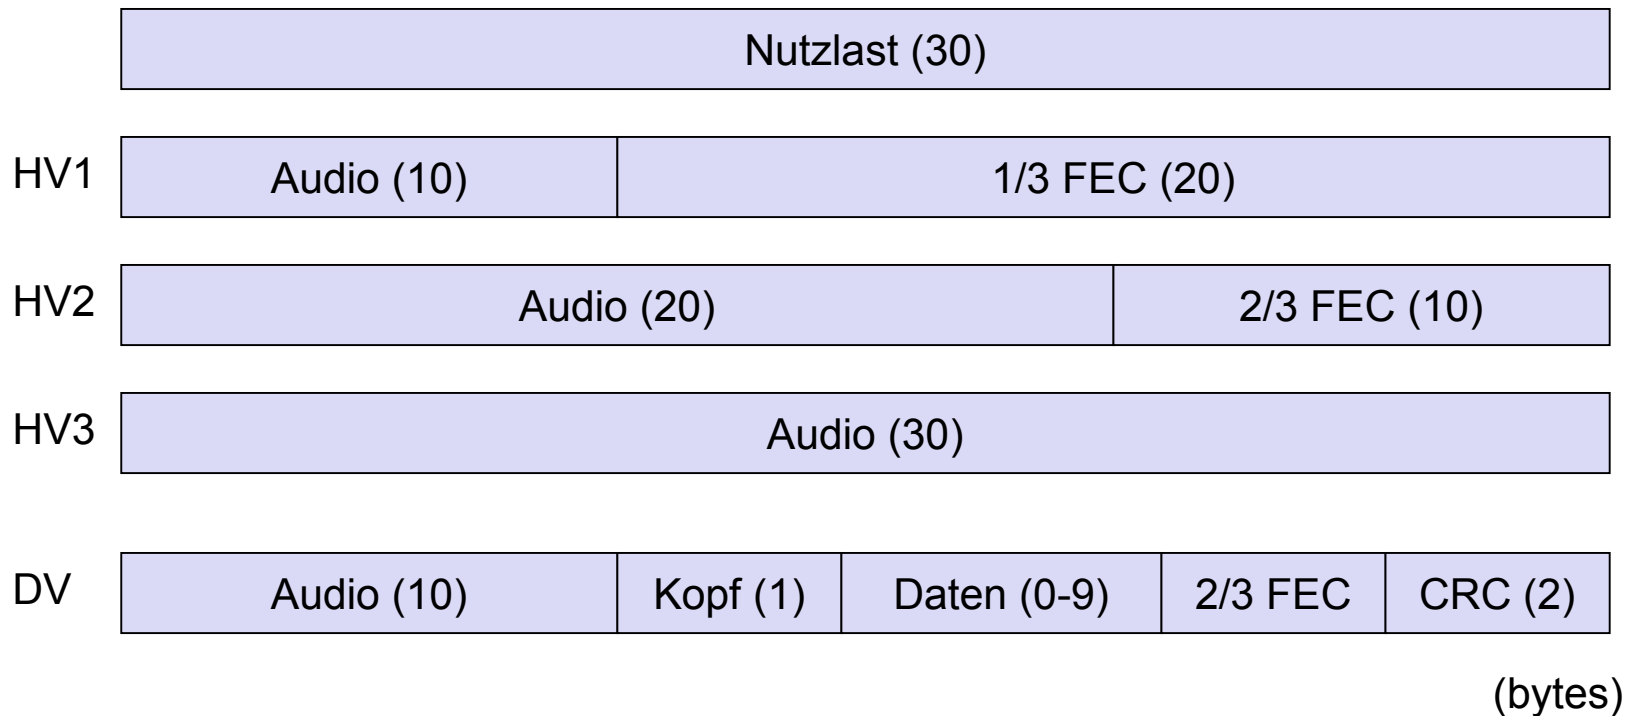 Nutzlast (30)
HV1 Audio (10) 1/3 FEC (20)
HV2 Audio (20) 2/3 FEC (10)
HV3 Audio (30)
DV Audio (10) Kopf (1) Daten (0-9) 2/3 FEC CRC (2)
(bytes)